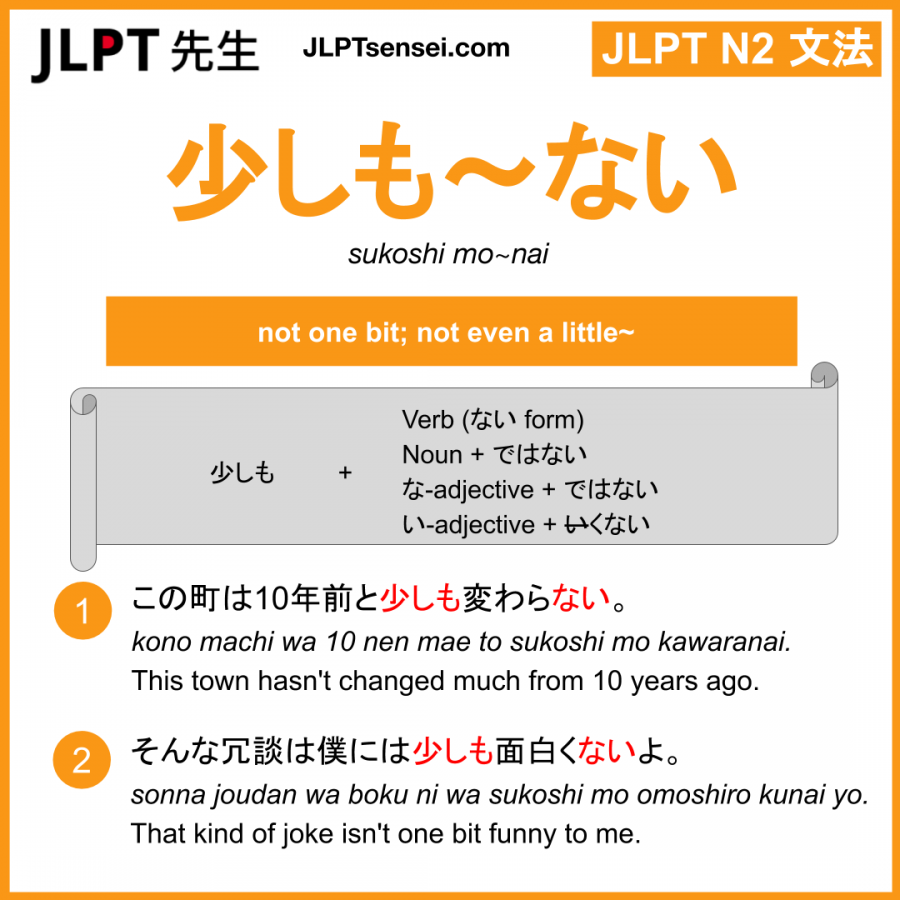 JLPT 先生
JLPTsensei.com
JLPT N2 文法
少しも～ない
sukoshi mo~nai
not one bit; not even a little~
少しも
+
Verb (ない form)
Noun + ではない
な-adjective + ではない
い-adjective + いくない
1
この町は10年前と少しも変わらない。
kono machi wa 10 nen mae to sukoshi mo kawaranai.
This town hasn't changed much from 10 years ago.
2
そんな冗談は僕には少しも面白くないよ。
sonna joudan wa boku ni wa sukoshi mo omoshiro kunai yo.
That kind of joke isn't one bit funny to me.